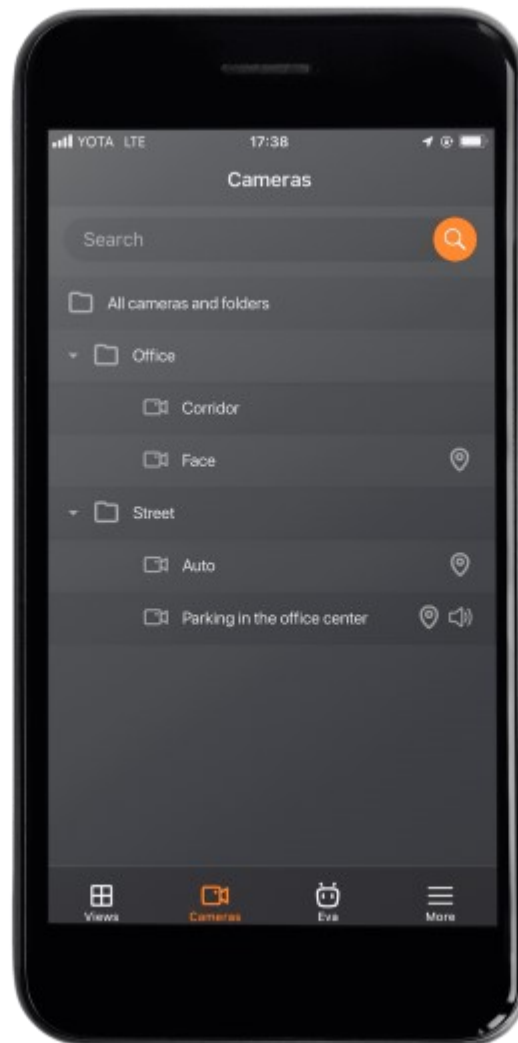 YOTA LTE 17:38
Cameras
Search
All cameras and folders
Office
Corridor
Face
Street
Auto
Parking in the office center
Views Cameras Eva More